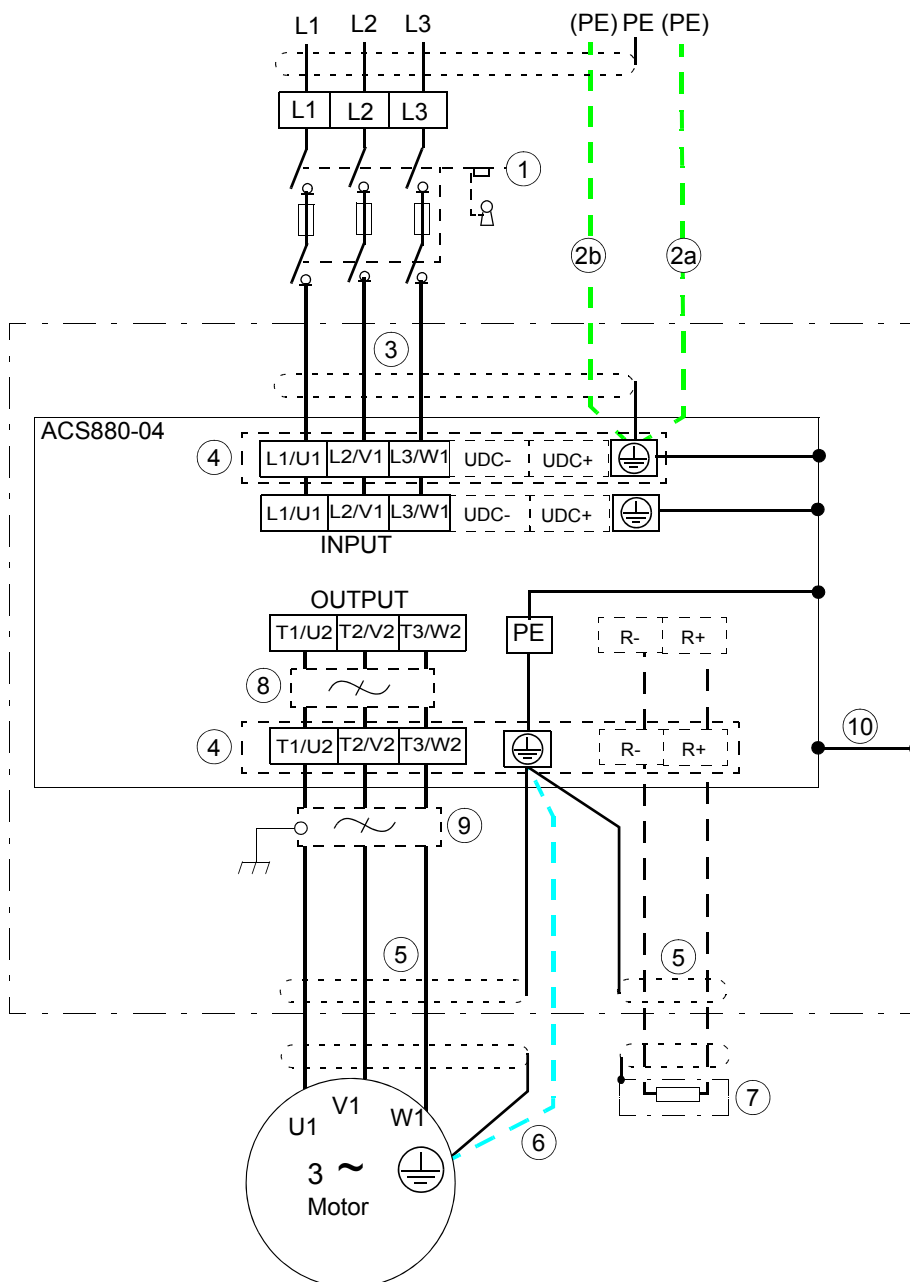 L1 L2 L3 (PE) PE (PE)
L1 L2 L3
1
2b 2a
3
ACS880-04
4 L1/U1 L2/V1 L3/W1 UDC- UDC+
L1/U1 L2/V1 L3/W1 UDC- UDC+
INPUT
OUTPUT
T1/U2 T2/V2 T3/W2 PE R- R+
8
4 T1/U2 T2/V2 T3/W2 R- R+ 10
9
5 5
7
U1 V1 W1
6
3 ~
Motor